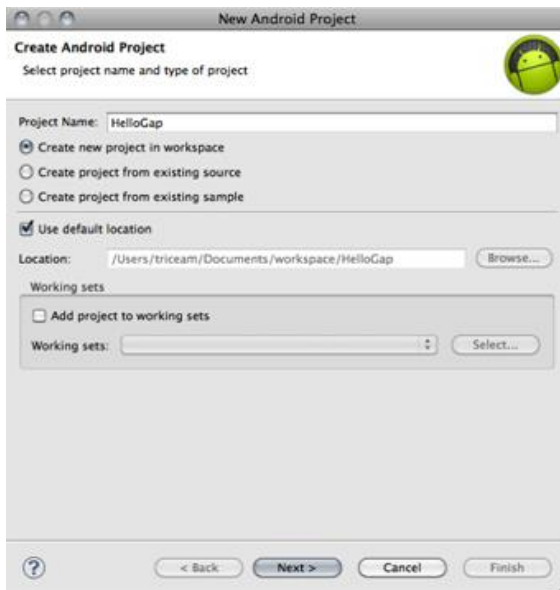 New Android Project
Create Android Project
Select project name and type of project
Project Name: HelloGap
Create new project in workspace
Create project from existing source
Create project from existing sample
Use default location
Location: /Users/triceam/Documents/workspace/HelloGap Browse...
Working sets
Add project to working sets
Working sets: Select...
? < Back Next > Cancel Finish